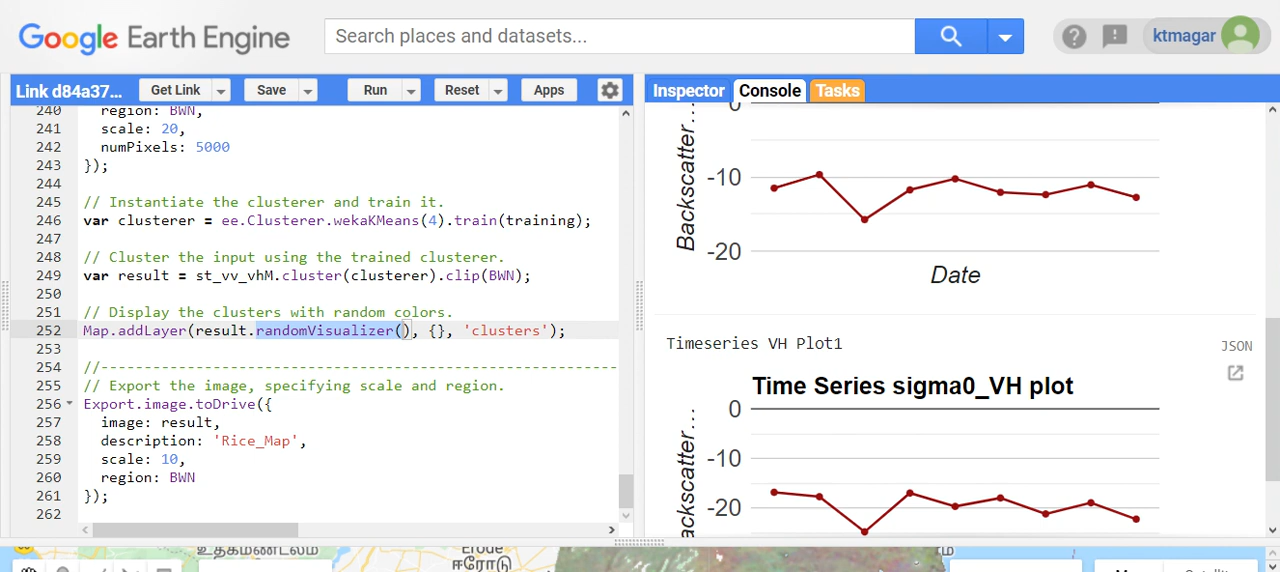 Google Earth Engine
Search places and datasets...
ktmagar
Link d84a37...
Get Link
Save
Run
Reset
Apps
240 region: BWN,
241 scale: 20,
242 numPixels: 5000
243 });
244
245 // Instantiate the clusterer and train it.
246 var clusterer = ee.Clusterer.wekaKMeans(4).train(training);
247
248 // Cluster the input using the trained clusterer.
249 var result = st_vv_vhM.cluster(clusterer).clip(BWN);
250
251 // Display the clusters with random colors.
252 Map.addLayer(result.randomVisualizer(), {}, 'clusters');
253
254 //---------------------------------------------------------------
255 // Export the image, specifying scale and region.
256 Export.image.toDrive({
257 image: result,
258 description: 'Rice_Map',
259 scale: 10,
260 region: BWN
261 });
262
Inspector
Console
Tasks
0
-10
-20
Backscatter...
Date
Timeseries VH Plot1
JSON
Time Series sigma0_VH plot
0
-10
-20
Backscatter...
Erode
ஈரோடு